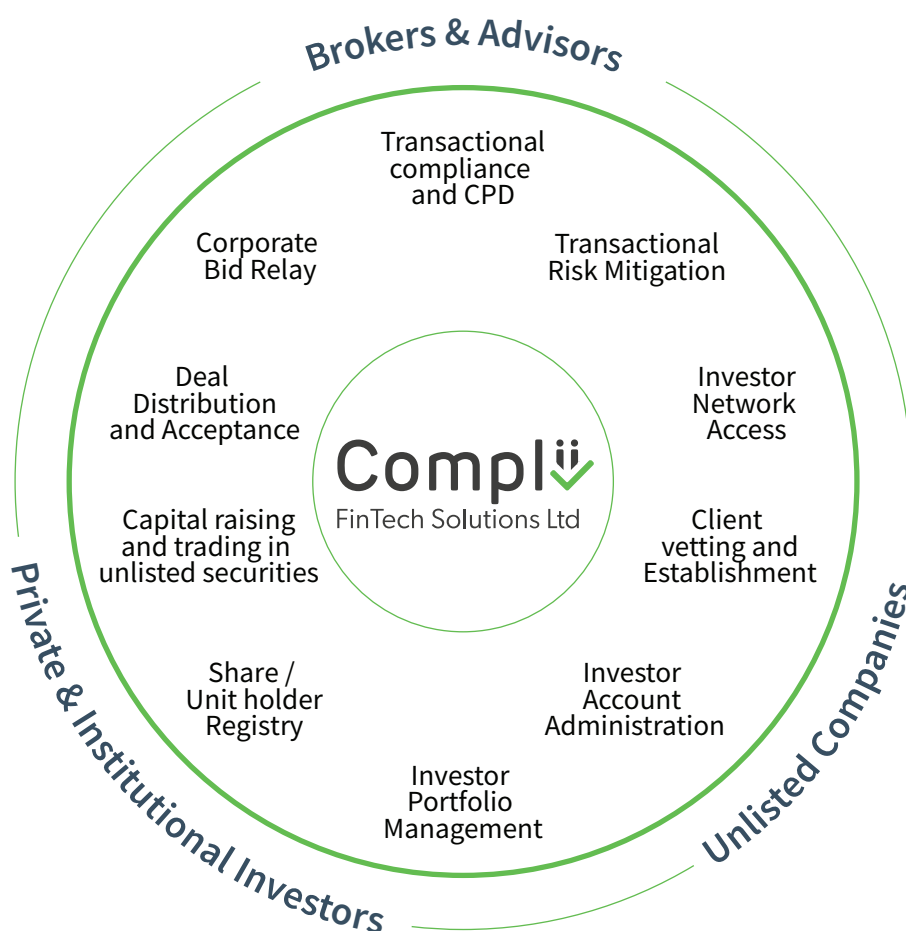 Brokers & Advisors
Transactional
compliance
and CPD
Corporate
Bid Relay
Transactional
Risk Mitigation
Deal
Distribution
and Acceptance
Investor
Network
Access
Complii
FinTech Solutions Ltd
Capital raising
and trading in
unlisted securities
Client
vetting and
Establishment
Share /
Unit holder
Registry
Investor
Account
Administration
Investor
Portfolio
Management
Private & Institutional Investors
Unlisted Companies